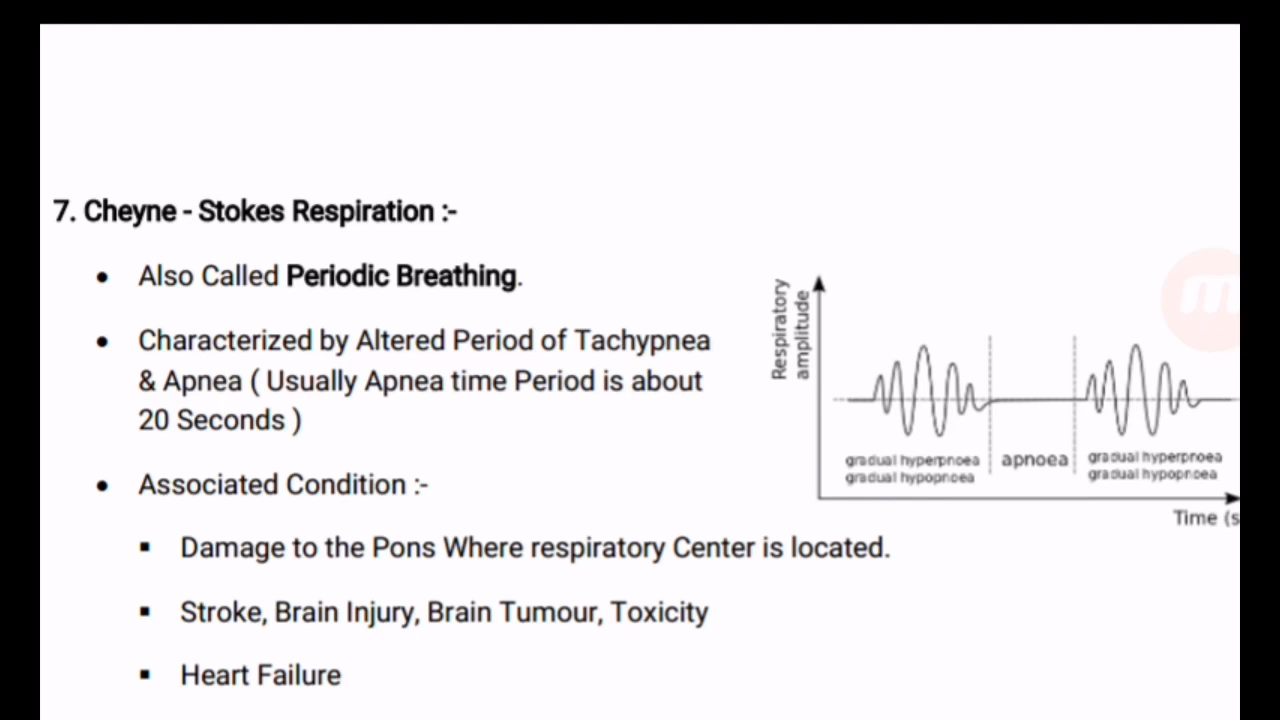 7. Cheyne - Stokes Respiration :-
• Also Called Periodic Breathing.
• Characterized by Altered Period of Tachypnea
& Apnea ( Usually Apnea time Period is about
20 Seconds )
• Associated Condition :-
▪ Damage to the Pons Where respiratory Center is located.
▪ Stroke, Brain Injury, Brain Tumour, Toxicity
▪ Heart Failure
Respiratory
amplitude
gradual hyperpnoea
gradual hypopnoea
apnoea
gradual hyperpnoea
gradual hypopnoea
Time (s